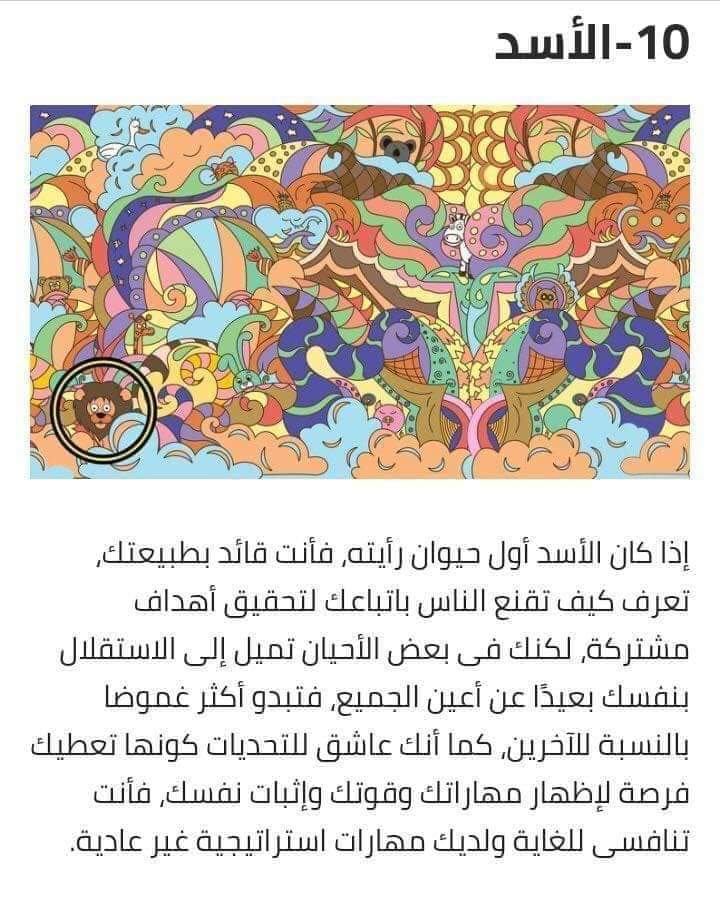 10-الأسد
إذا كان الأسد أول حيوان رأيته، فأنت قائد بطبيعتك،
تعرف كيف تقنع الناس باتباعك لتحقيق أهداف
مشتركة، لكنك فى بعض الأحيان تميل إلى الاستقلال
بنفسك بعيدًا عن أعين الجميع، فتبدو أكثر غموضا
بالنسبة للآخرين، كما أنك عاشق للتحديات كونها تعطيك
فرصة لإظهار مهاراتك وقوتك وإثبات نفسك، فأنت
تنافسى للغاية ولديك مهارات استراتيجية غير عادية.